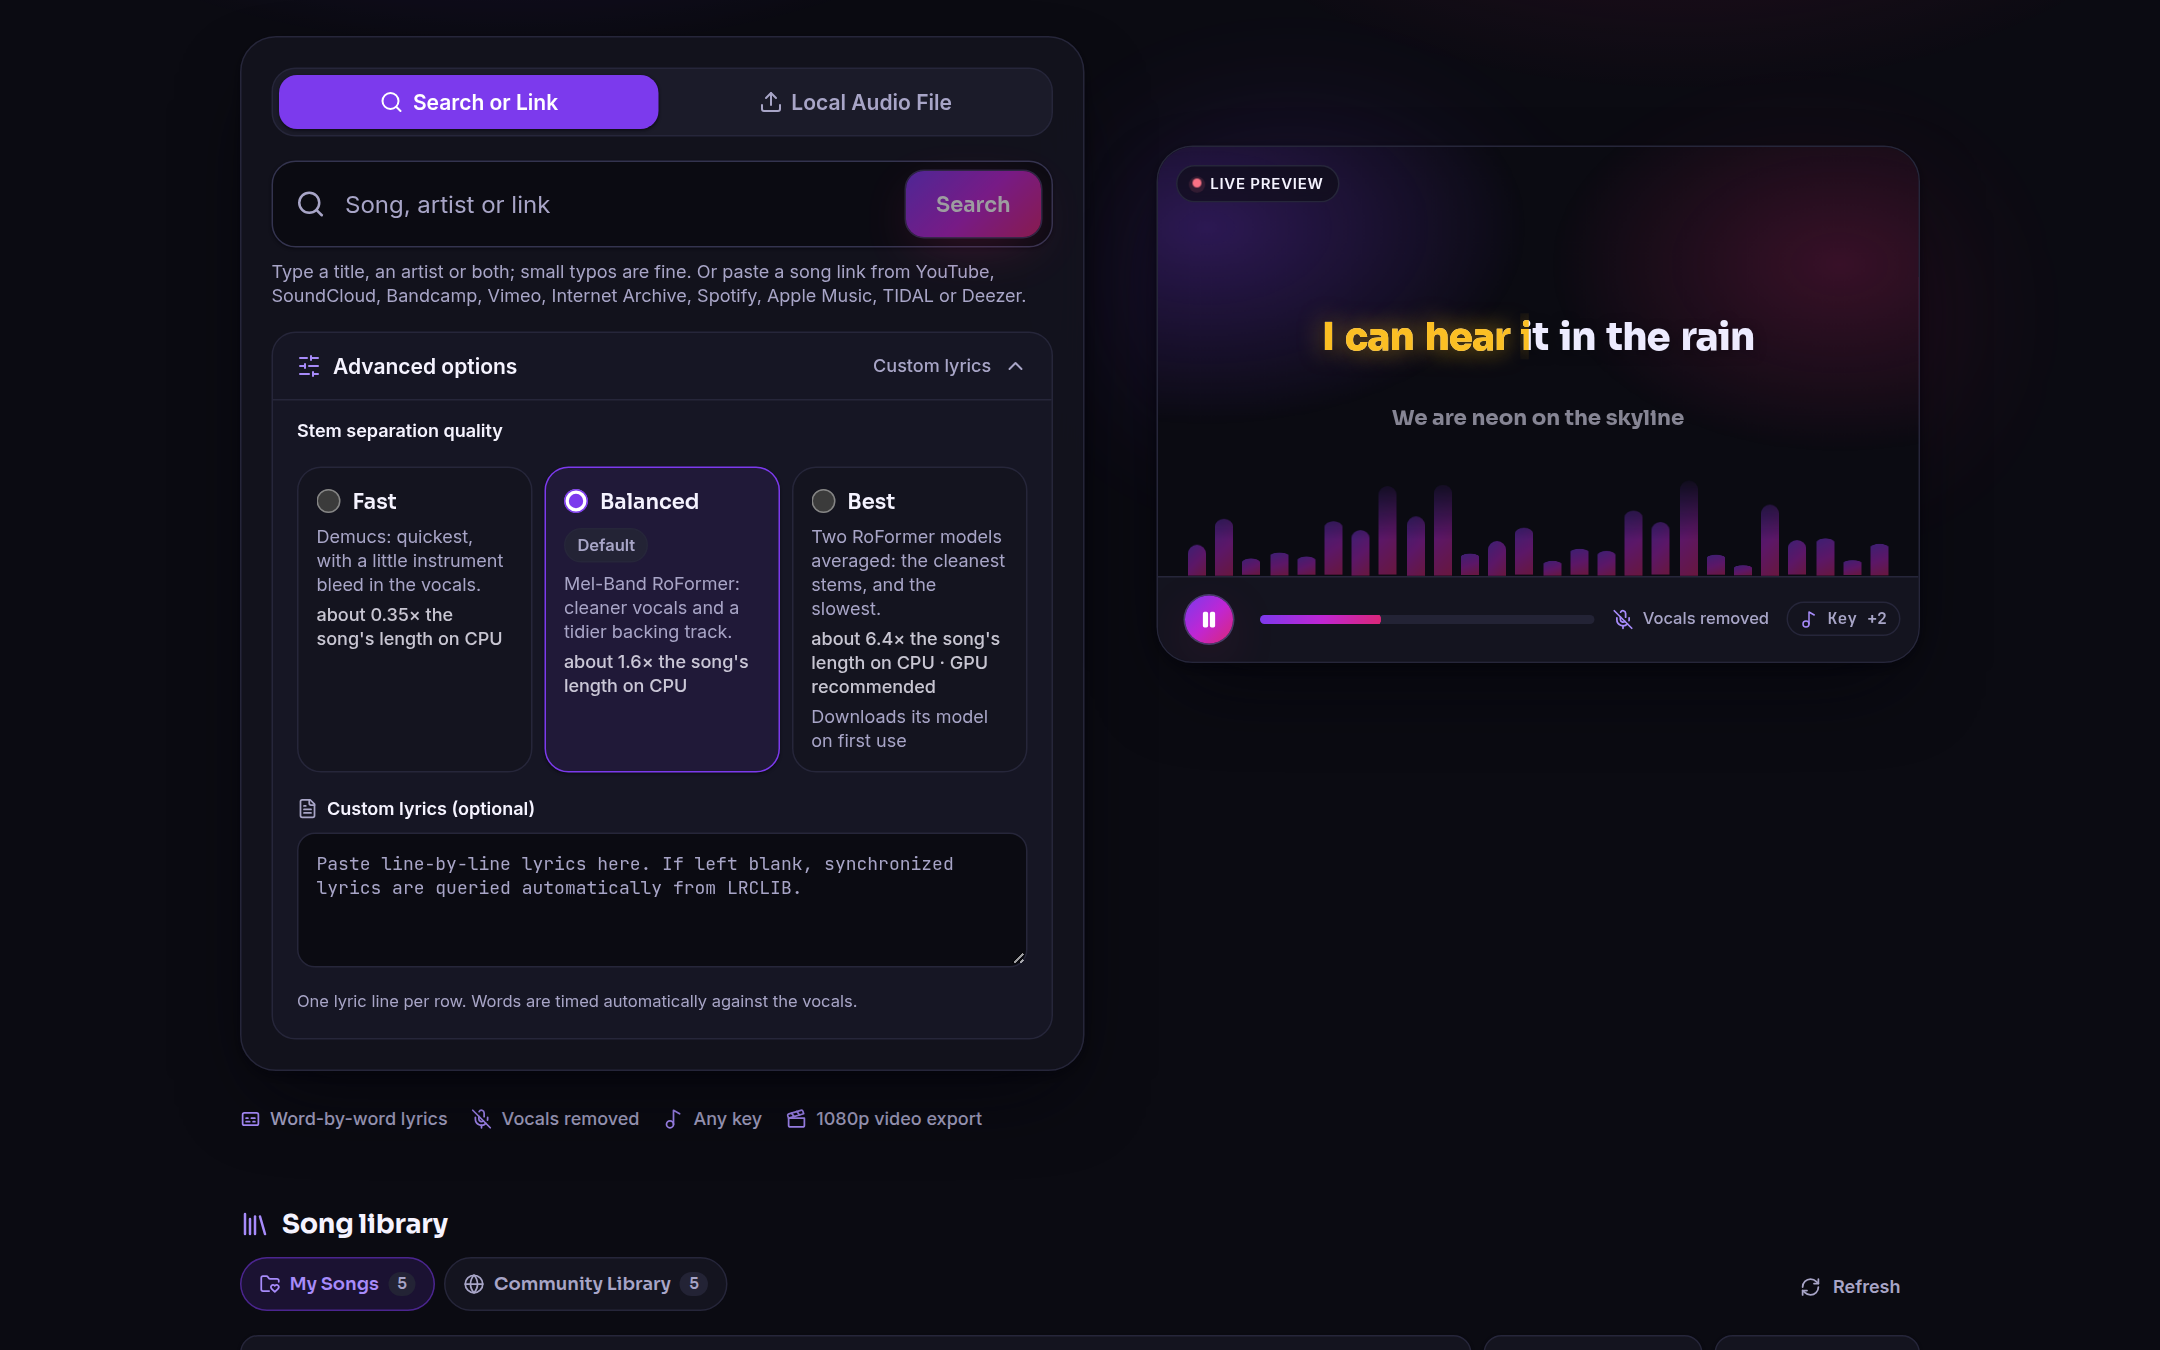 Search or Link
Local Audio File
Song, artist or link
Search
Type a title, an artist or both; small typos are fine. Or paste a song link from YouTube,
SoundCloud, Bandcamp, Vimeo, Internet Archive, Spotify, Apple Music, TIDAL or Deezer.
Advanced options
Custom lyrics
Stem separation quality
Fast
Demucs: quickest,
with a little instrument
bleed in the vocals.
about 0.35× the
song's length on CPU
Balanced
Default
Mel-Band RoFormer:
cleaner vocals and a
tidier backing track.
about 1.6× the song's
length on CPU
Best
Two RoFormer models
averaged: the cleanest
stems, and the
slowest.
about 6.4× the song's
length on CPU · GPU
recommended
Downloads its model
on first use
Custom lyrics (optional)
Paste line-by-line lyrics here. If left blank, synchronized
lyrics are queried automatically from LRCLIB.
One lyric line per row. Words are timed automatically against the vocals.
Word-by-word lyrics
Vocals removed
Any key
1080p video export
LIVE PREVIEW
I can hear it in the rain
We are neon on the skyline
Vocals removed
Key +2
Song library
My Songs 5
Community Library 5
Refresh